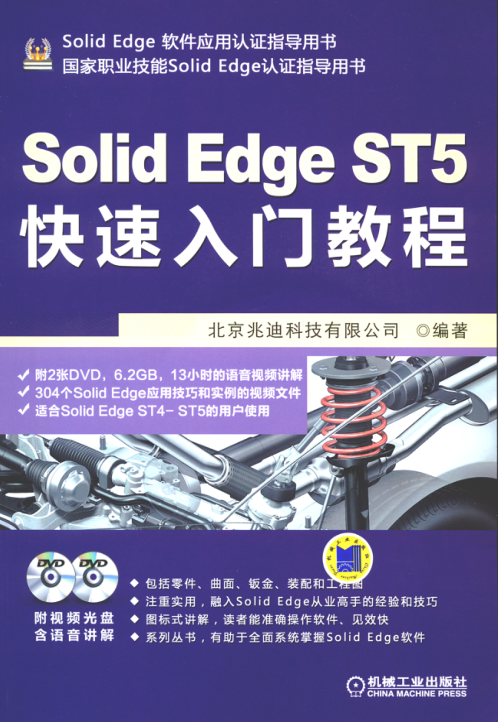 Solid Edge 软件应用认证指导用书
国家职业技能Solid Edge认证指导用书
Solid Edge ST5
快速入门教程
北京兆迪科技有限公司 ◎编著
✓ 附2张DVD，6.2GB，13小时的语音视频讲解
✓ 304个Solid Edge应用技巧和实例的视频文件
✓ 适合Solid Edge ST4- ST5的用户使用
DVD DVD
附视频光盘
含语音讲解
◆ 包括零件、曲面、钣金、装配和工程图
◆ 注重实用，融入Solid Edge从业高手的经验和技巧
◆ 图标式讲解，读者能准确操作软件、见效快
◆ 系列丛书，有助于全面系统掌握Solid Edge软件
机械工业出版社
CHINA MACHINE PRESS